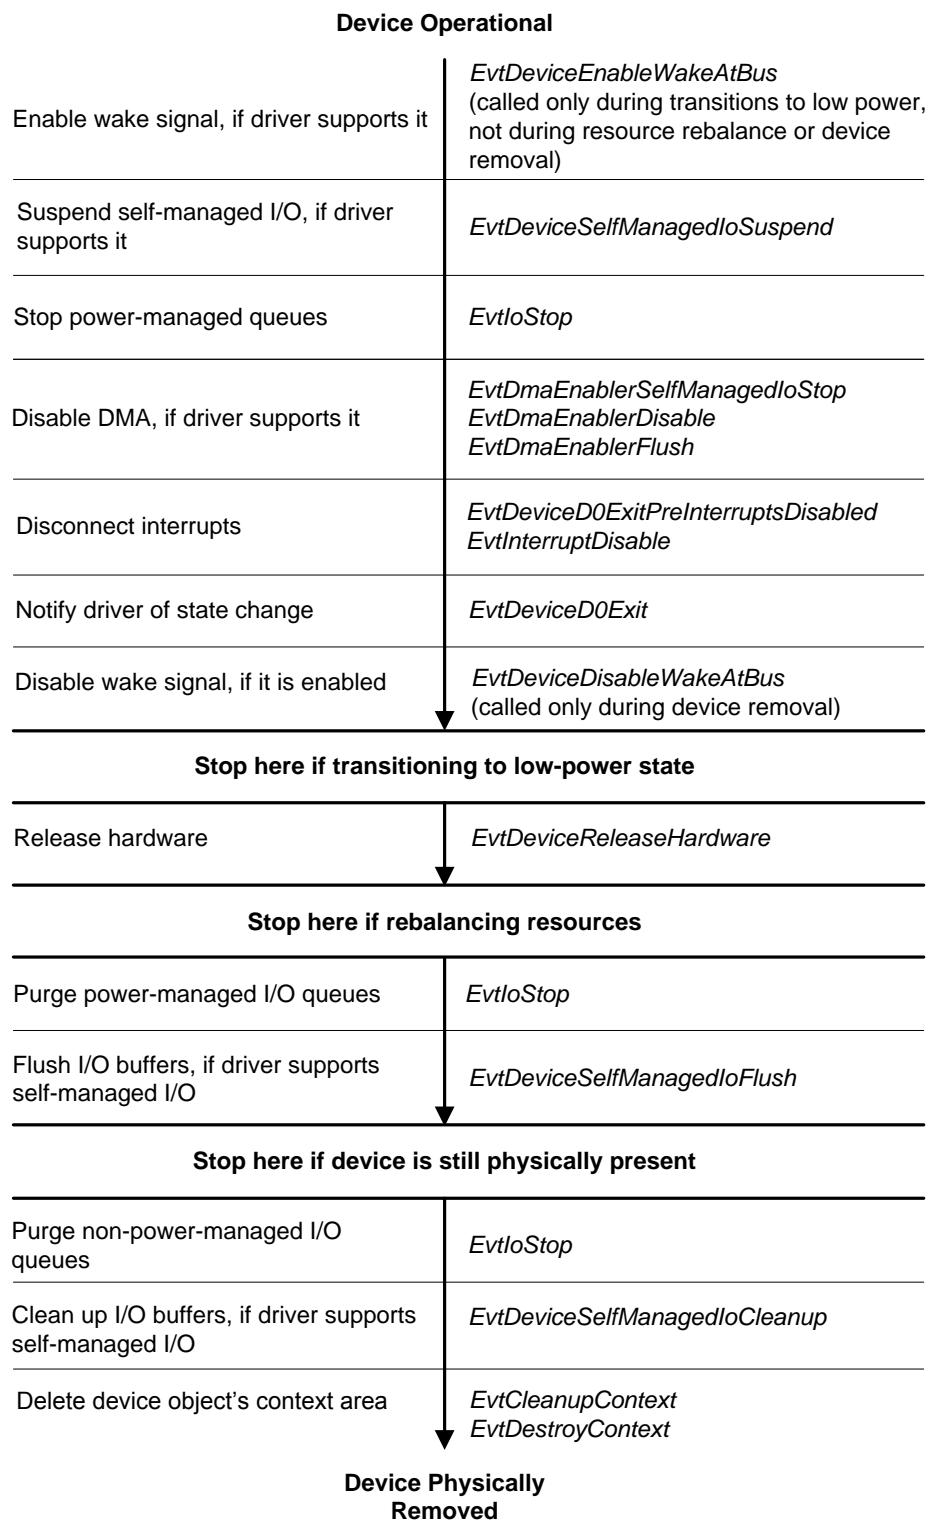 Device Operational
Enable wake signal, if driver supports it
EvtDeviceEnableWakeAtBus
(called only during transitions to low power,
not during resource rebalance or device
removal)
Suspend self-managed I/O, if driver
supports it
EvtDeviceSelfManagedIoSuspend
Stop power-managed queues
EvtIoStop
Disable DMA, if driver supports it
EvtDmaEnablerSelfManagedIoStop
EvtDmaEnablerDisable
EvtDmaEnablerFlush
Disconnect interrupts
EvtDeviceD0ExitPreInterruptsDisabled
EvtInterruptDisable
Notify driver of state change
EvtDeviceD0Exit
Disable wake signal, if it is enabled
EvtDeviceDisableWakeAtBus
(called only during device removal)
Stop here if transitioning to low-power state
Release hardware
EvtDeviceReleaseHardware
Stop here if rebalancing resources
Purge power-managed I/O queues
EvtIoStop
Flush I/O buffers, if driver supports
self-managed I/O
EvtDeviceSelfManagedIoFlush
Stop here if device is still physically present
Purge non-power-managed I/O
queues
EvtIoStop
Clean up I/O buffers, if driver supports
self-managed I/O
EvtDeviceSelfManagedIoCleanup
Delete device object's context area
EvtCleanupContext
EvtDestroyContext
Device Physically
Removed